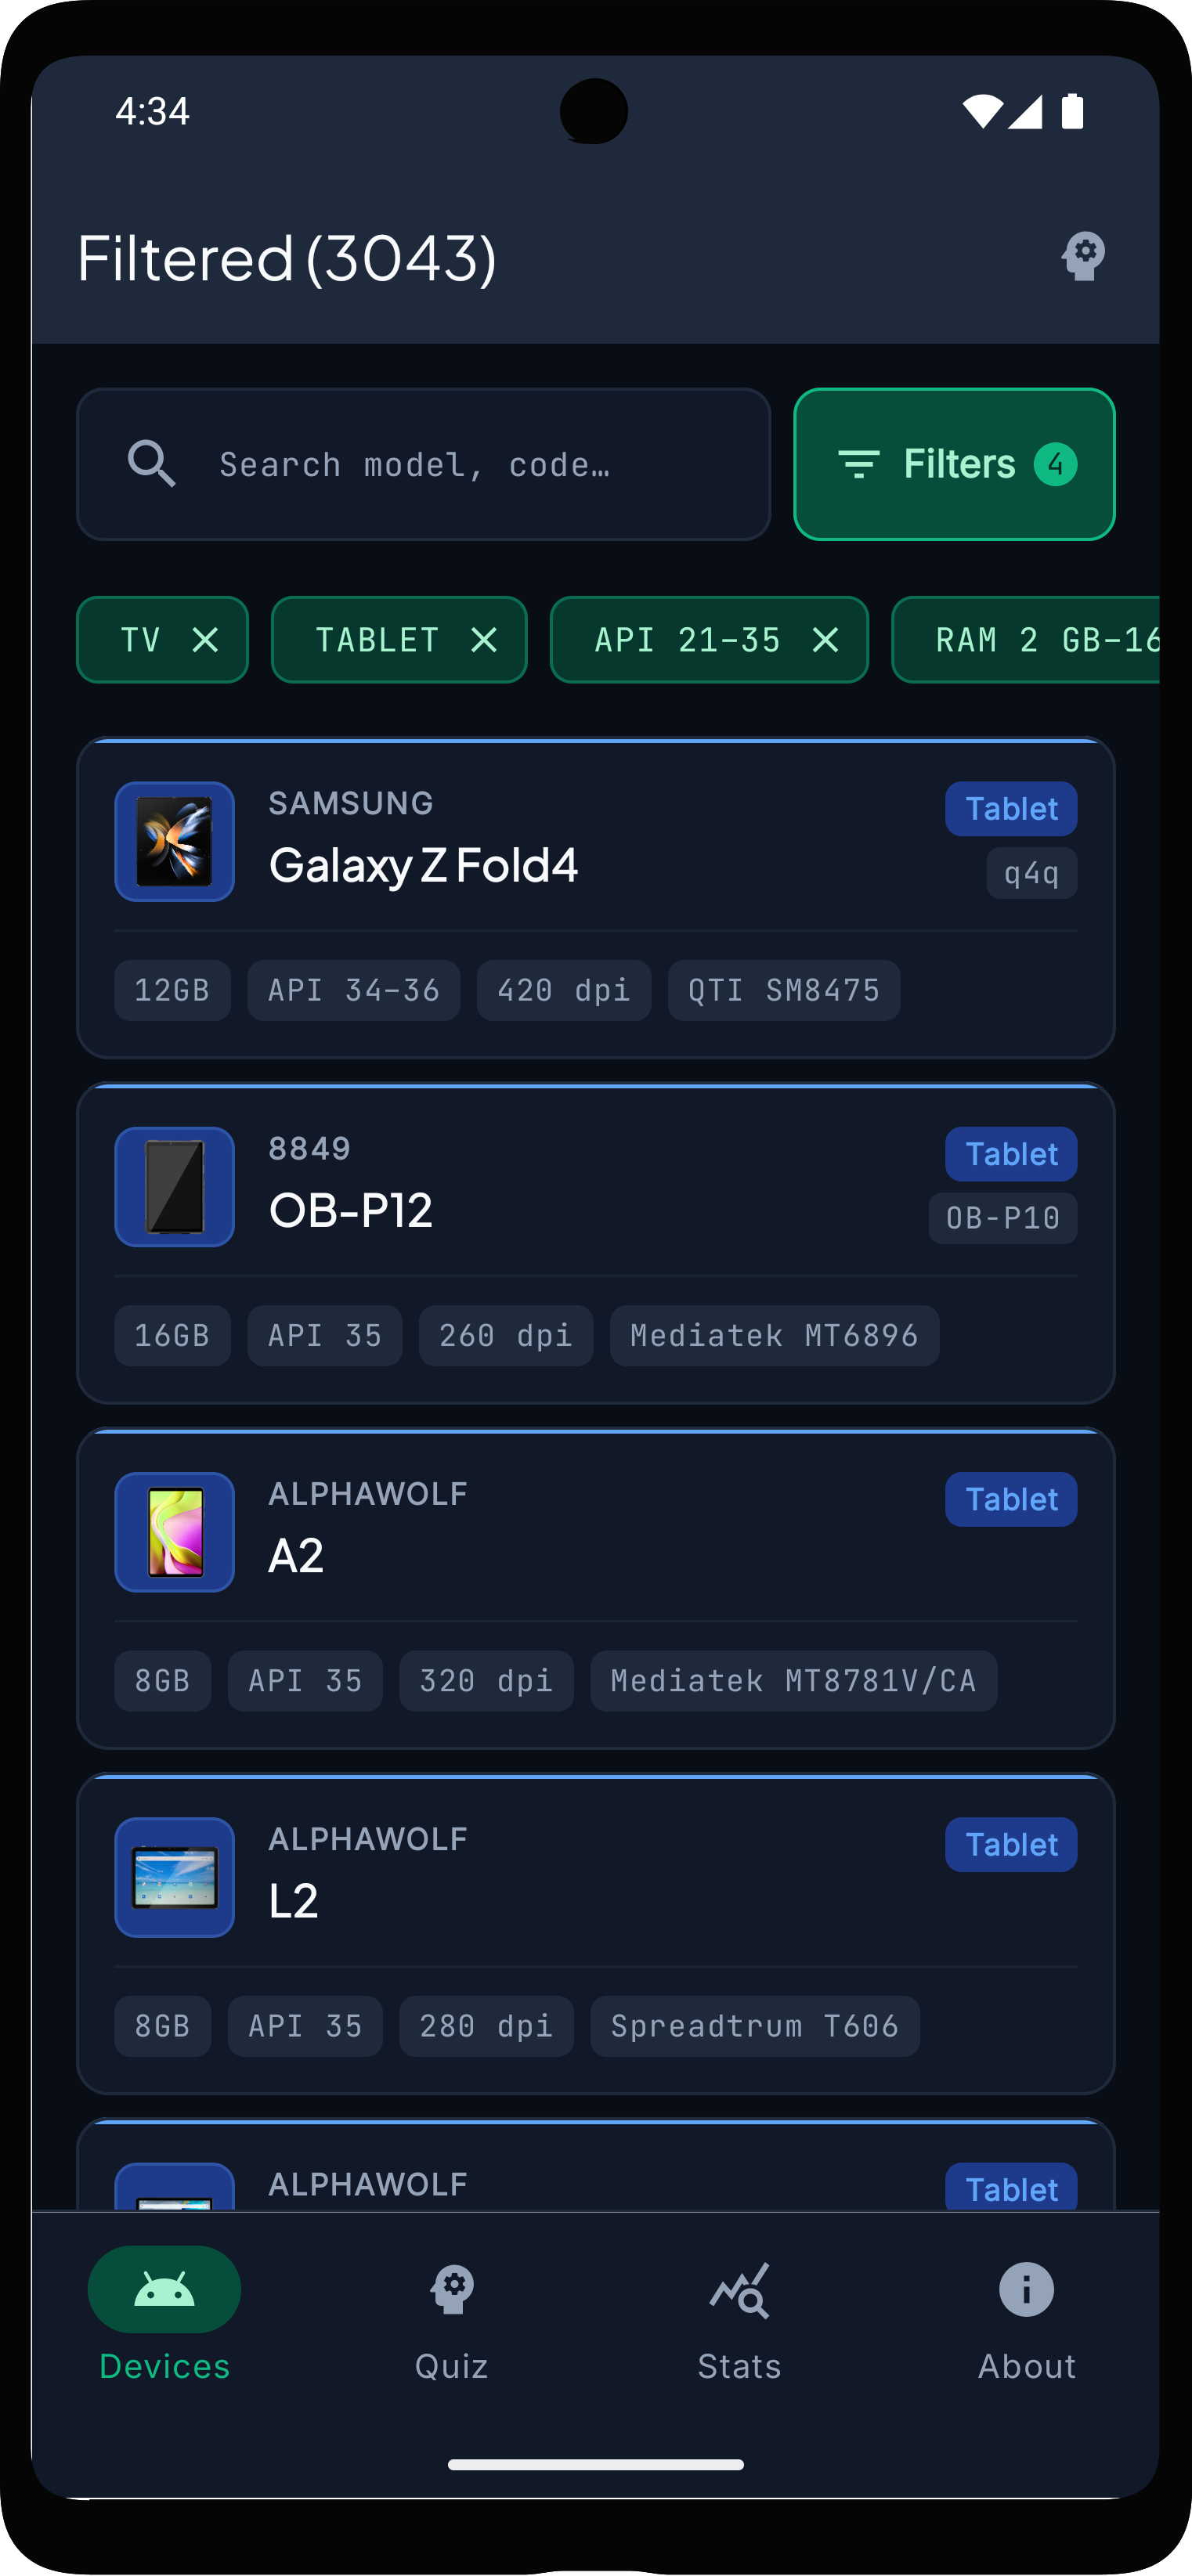 4:34
Filtered (3043)
Search model, code…
Filters 4
TV
TABLET
API 21–35
RAM 2 GB–16
SAMSUNG
Galaxy Z Fold4
Tablet
q4q
12GB
API 34–36
420 dpi
QTI SM8475
8849
OB-P12
Tablet
OB-P10
16GB
API 35
260 dpi
Mediatek MT6896
ALPHAWOLF
A2
Tablet
8GB
API 35
320 dpi
Mediatek MT8781V/CA
ALPHAWOLF
L2
Tablet
8GB
API 35
280 dpi
Spreadtrum T606
ALPHAWOLF
Tablet
Devices
Quiz
Stats
About